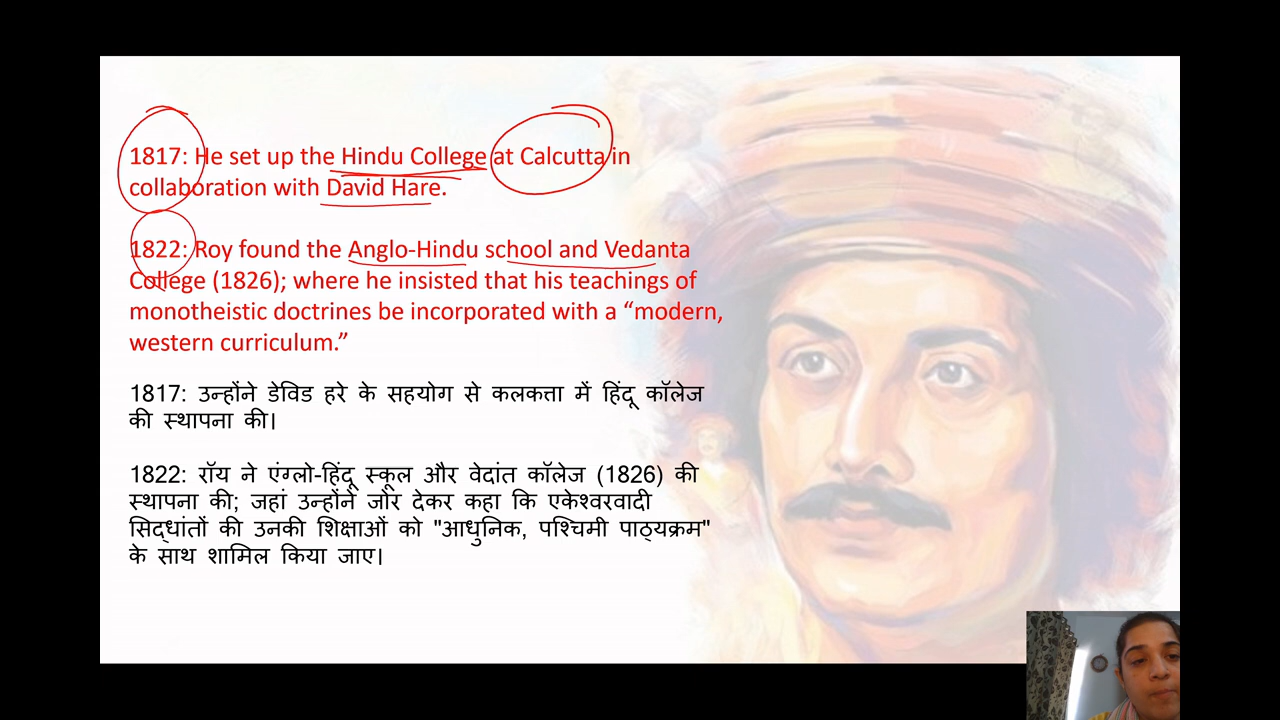 1817: He set up the Hindu College at Calcutta in
collaboration with David Hare.
1822: Roy found the Anglo-Hindu school and Vedanta
College (1826); where he insisted that his teachings of
monotheistic doctrines be incorporated with a “modern,
western curriculum.”
1817: उन्होंने डेविड हरे के सहयोग से कलकत्ता में हिंदू कॉलेज
की स्थापना की।
1822: रॉय ने एंग्लो-हिंदू स्कूल और वेदांत कॉलेज (1826) की
स्थापना की; जहां उन्होंने जोर देकर कहा कि एकेश्वरवादी
सिद्धांतों की उनकी शिक्षाओं को "आधुनिक, पश्चिमी पाठ्यक्रम"
के साथ शामिल किया जाए।